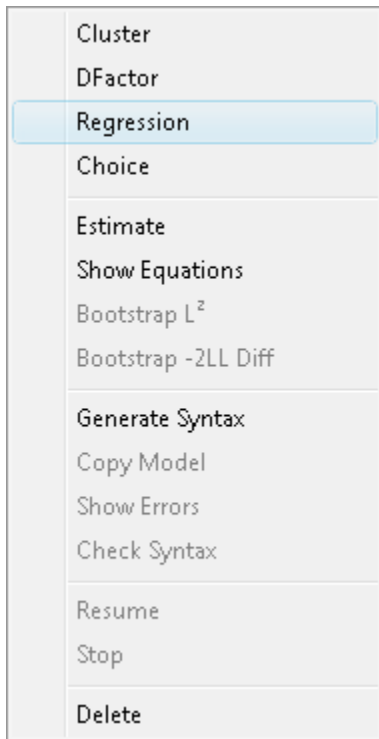 Cluster
DFactor
Regression
Choice
Estimate
Show Equations
Bootstrap L²
Bootstrap -2LL Diff
Generate Syntax
Copy Model
Show Errors
Check Syntax
Resume
Stop
Delete